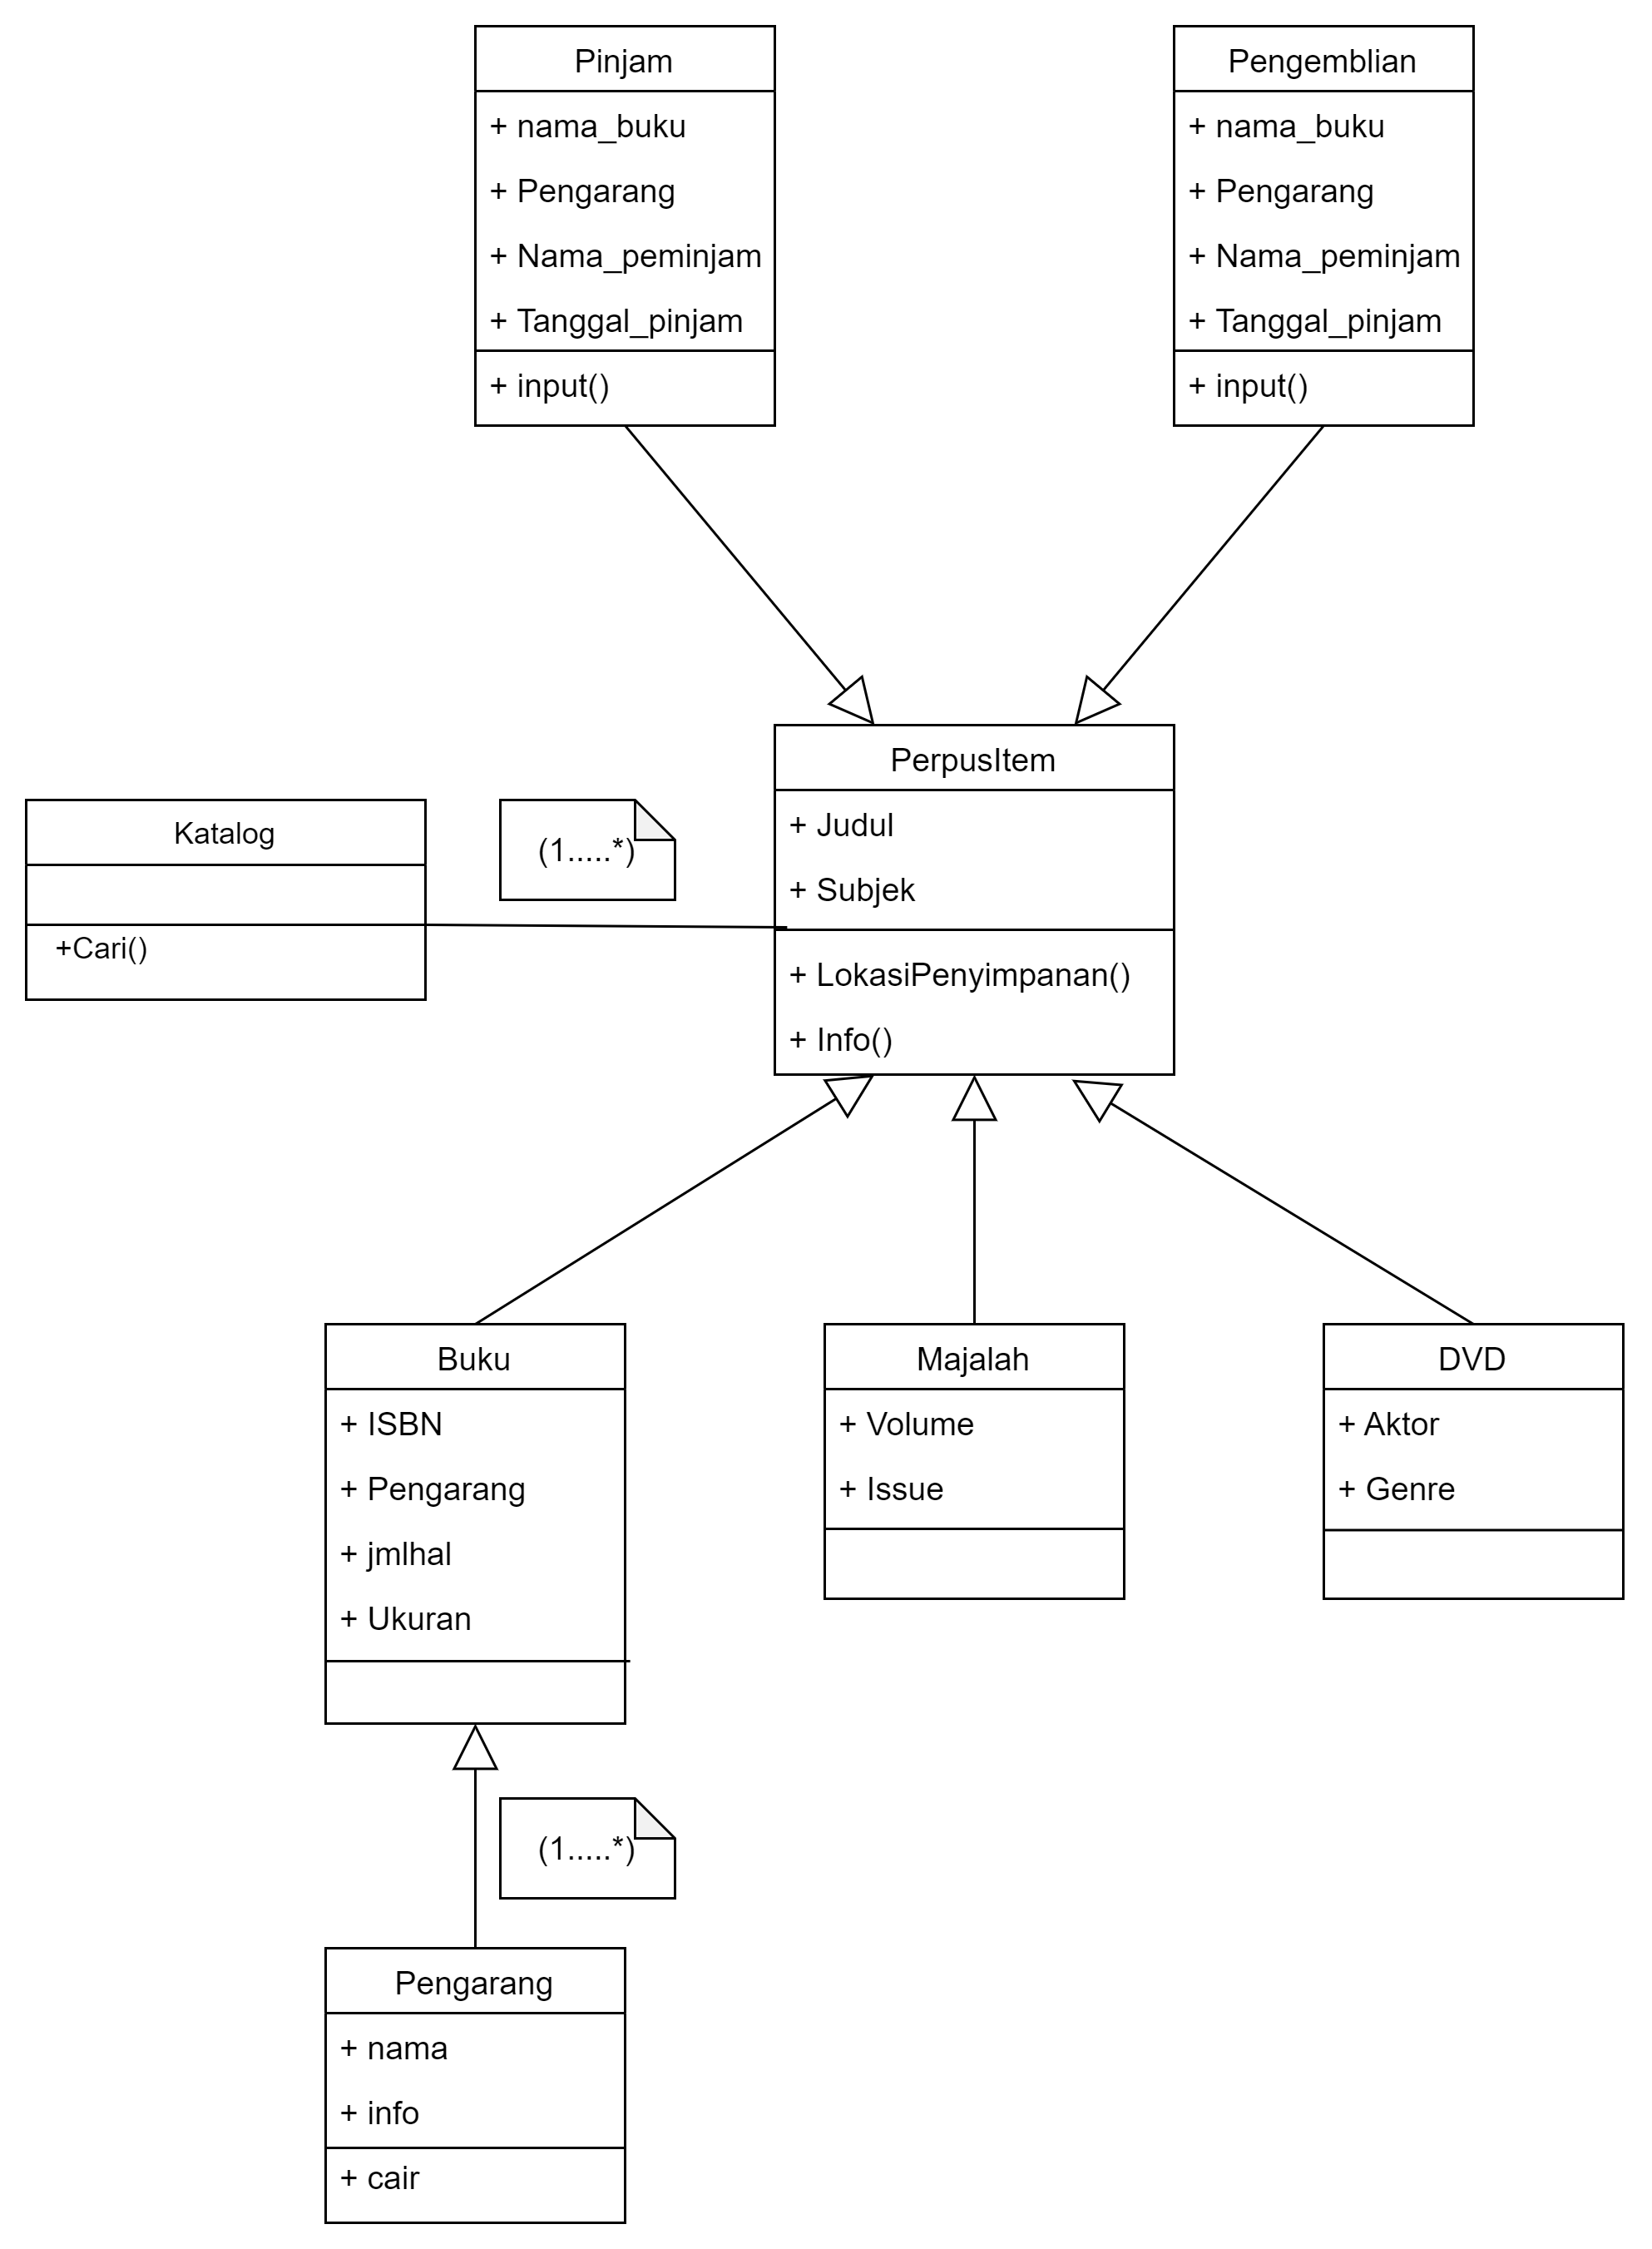 Pinjam
+ nama_buku
+ Pengarang
+ Nama_peminjam
+ Tanggal_pinjam
+ input()
Pengemblian
+ nama_buku
+ Pengarang
+ Nama_peminjam
+ Tanggal_pinjam
+ input()
PerpusItem
+ Judul
+ Subjek
+ LokasiPenyimpanan()
+ Info()
Katalog
+Cari()
(1.....*)
Buku
+ ISBN
+ Pengarang
+ jmlhal
+ Ukuran
Majalah
+ Volume
+ Issue
DVD
+ Aktor
+ Genre
(1.....*)
Pengarang
+ nama
+ info
+ cair